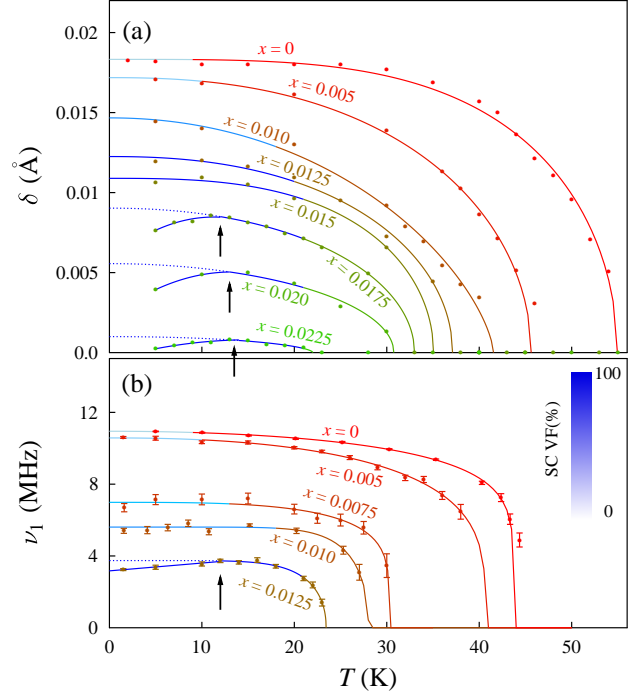 (a)
0.02
0.015
0.01
0.005
0.0
δ (Å)
x = 0
x = 0.005
x = 0.010
x = 0.0125
x = 0.015
x = 0.0175
x = 0.020
x = 0.0225
(b)
12
8
4
0
ν1 (MHz)
x = 0
x = 0.005
x = 0.0075
x = 0.010
x = 0.0125
SC VF(%)
100
0
0 10 20 30 40 50
T (K)